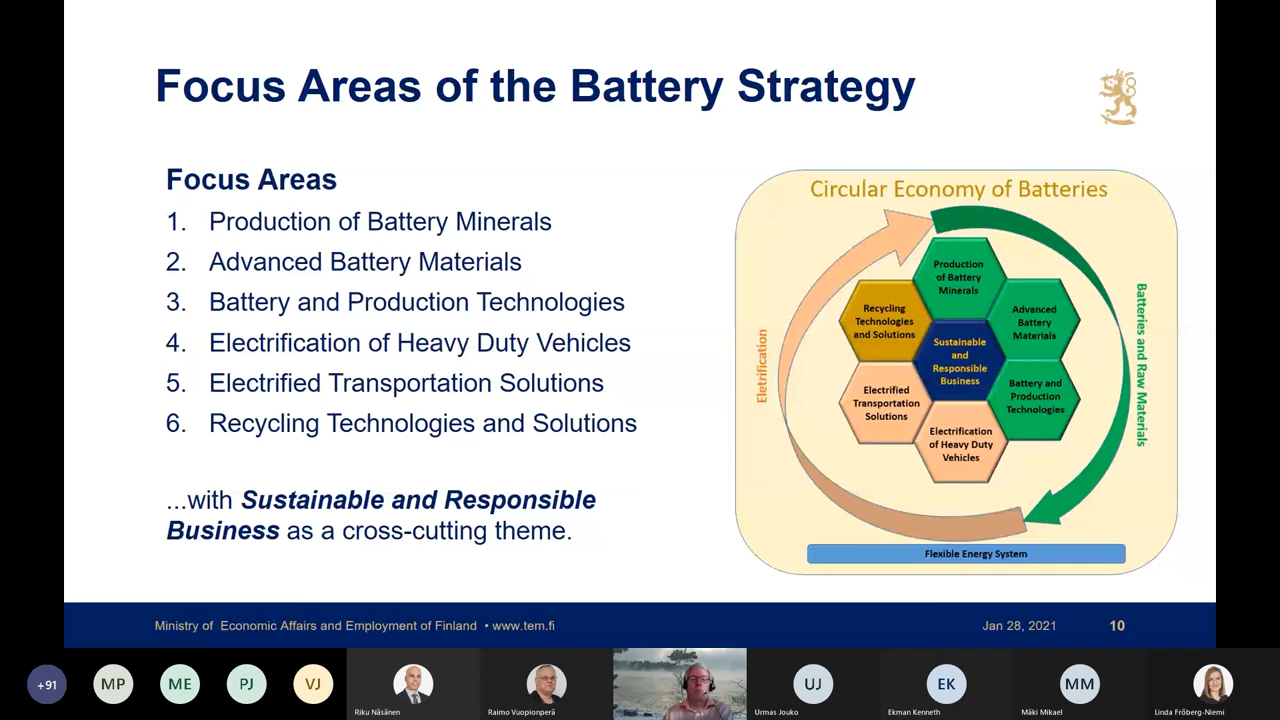 Focus Areas of the Battery Strategy
Focus Areas
1. Production of Battery Minerals
2. Advanced Battery Materials
3. Battery and Production Technologies
4. Electrification of Heavy Duty Vehicles
5. Electrified Transportation Solutions
6. Recycling Technologies and Solutions
...with Sustainable and Responsible
Business as a cross-cutting theme.
Circular Economy of Batteries
Production
of Battery
Minerals
Recycling
Technologies
and Solutions
Advanced
Battery
Materials
Sustainable
and
Responsible
Business
Electrified
Transportation
Solutions
Battery and
Production
Technologies
Electrification
of Heavy Duty
Vehicles
Eletrification
Batteries and Raw Materials
Flexible Energy System
Ministry of Economic Affairs and Employment of Finland • www.tem.fi
Jan 28, 2021
10
+91
MP
ME
PJ
VJ
UJ
EK
MM
Riku Näsänen
Raimo Vuopionperä
Urmas Jouko
Ekman Kenneth
Mäki Mikael
Linda Fröberg-Niemi